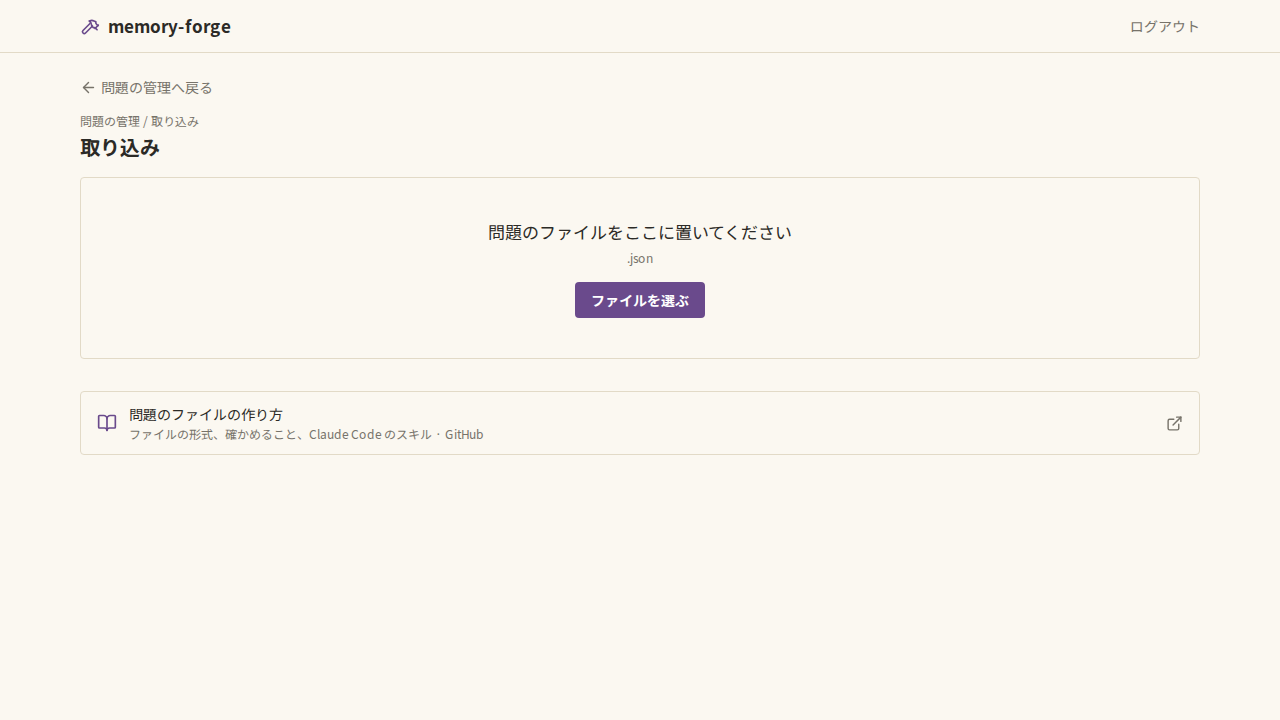 memory-forge
ログアウト
問題の管理へ戻る
問題の管理 / 取り込み
取り込み
問題のファイルをここに置いてください
.json
ファイルを選ぶ
問題のファイルの作り方
ファイルの形式、確かめること、Claude Code のスキル · GitHub